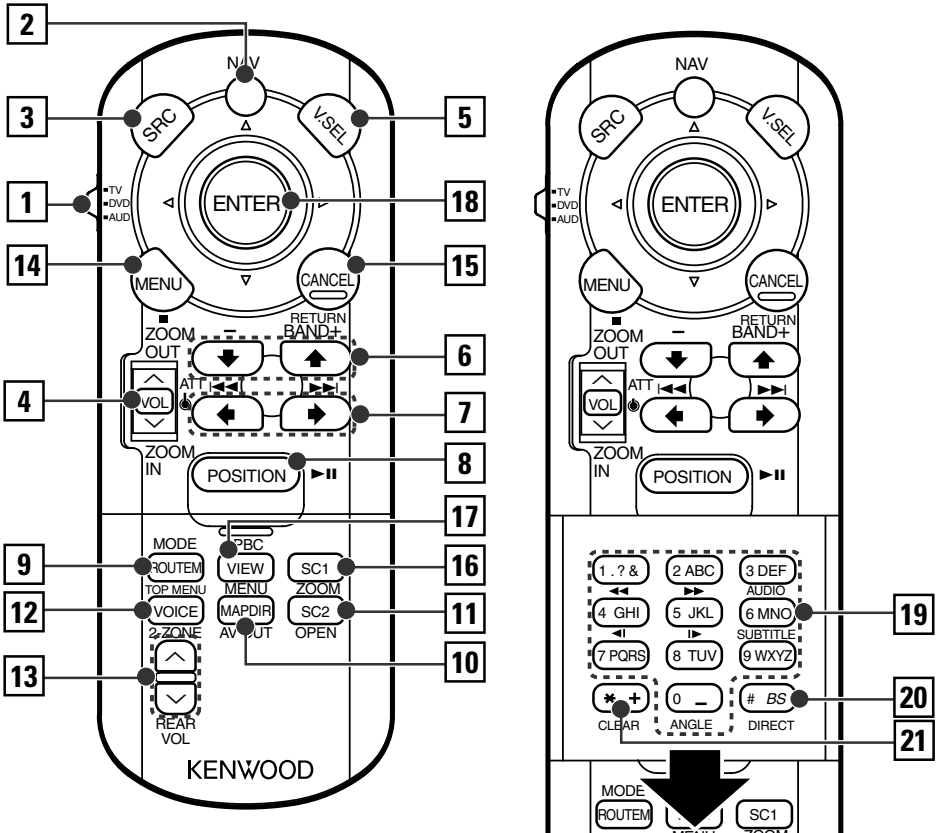 2
NAV
3
SRC
V.SEL
5
1
TV
DVD
AUD
ENTER
18
14
MENU
CANCEL
15
RETURN
ZOOM
OUT
−
BAND+
6
4
VOL
ATT
7
ZOOM
IN
POSITION
8
17
MODE
PBC
9
ROUTEM
VIEW
SC1
16
TOP MENU
MENU
ZOOM
12
VOICE
MAPDIR
SC2
11
2-ZONE
AV OUT
OPEN
10
13
REAR
VOL
KENWOOD
NAV
SRC
V.SEL
TV
DVD
AUD
ENTER
MENU
CANCEL
RETURN
ZOOM
OUT
−
BAND+
ATT
VOL
ZOOM
IN
POSITION
1 .? &
2 ABC
3 DEF
AUDIO
4 GHI
5 JKL
6 MNO
19
SUBTITLE
7 PQRS
8 TUV
9 WXYZ
* +
0 _
# BS
20
CLEAR
ANGLE
DIRECT
21
MODE
ROUTEM
SC1
MENU
ZOOM